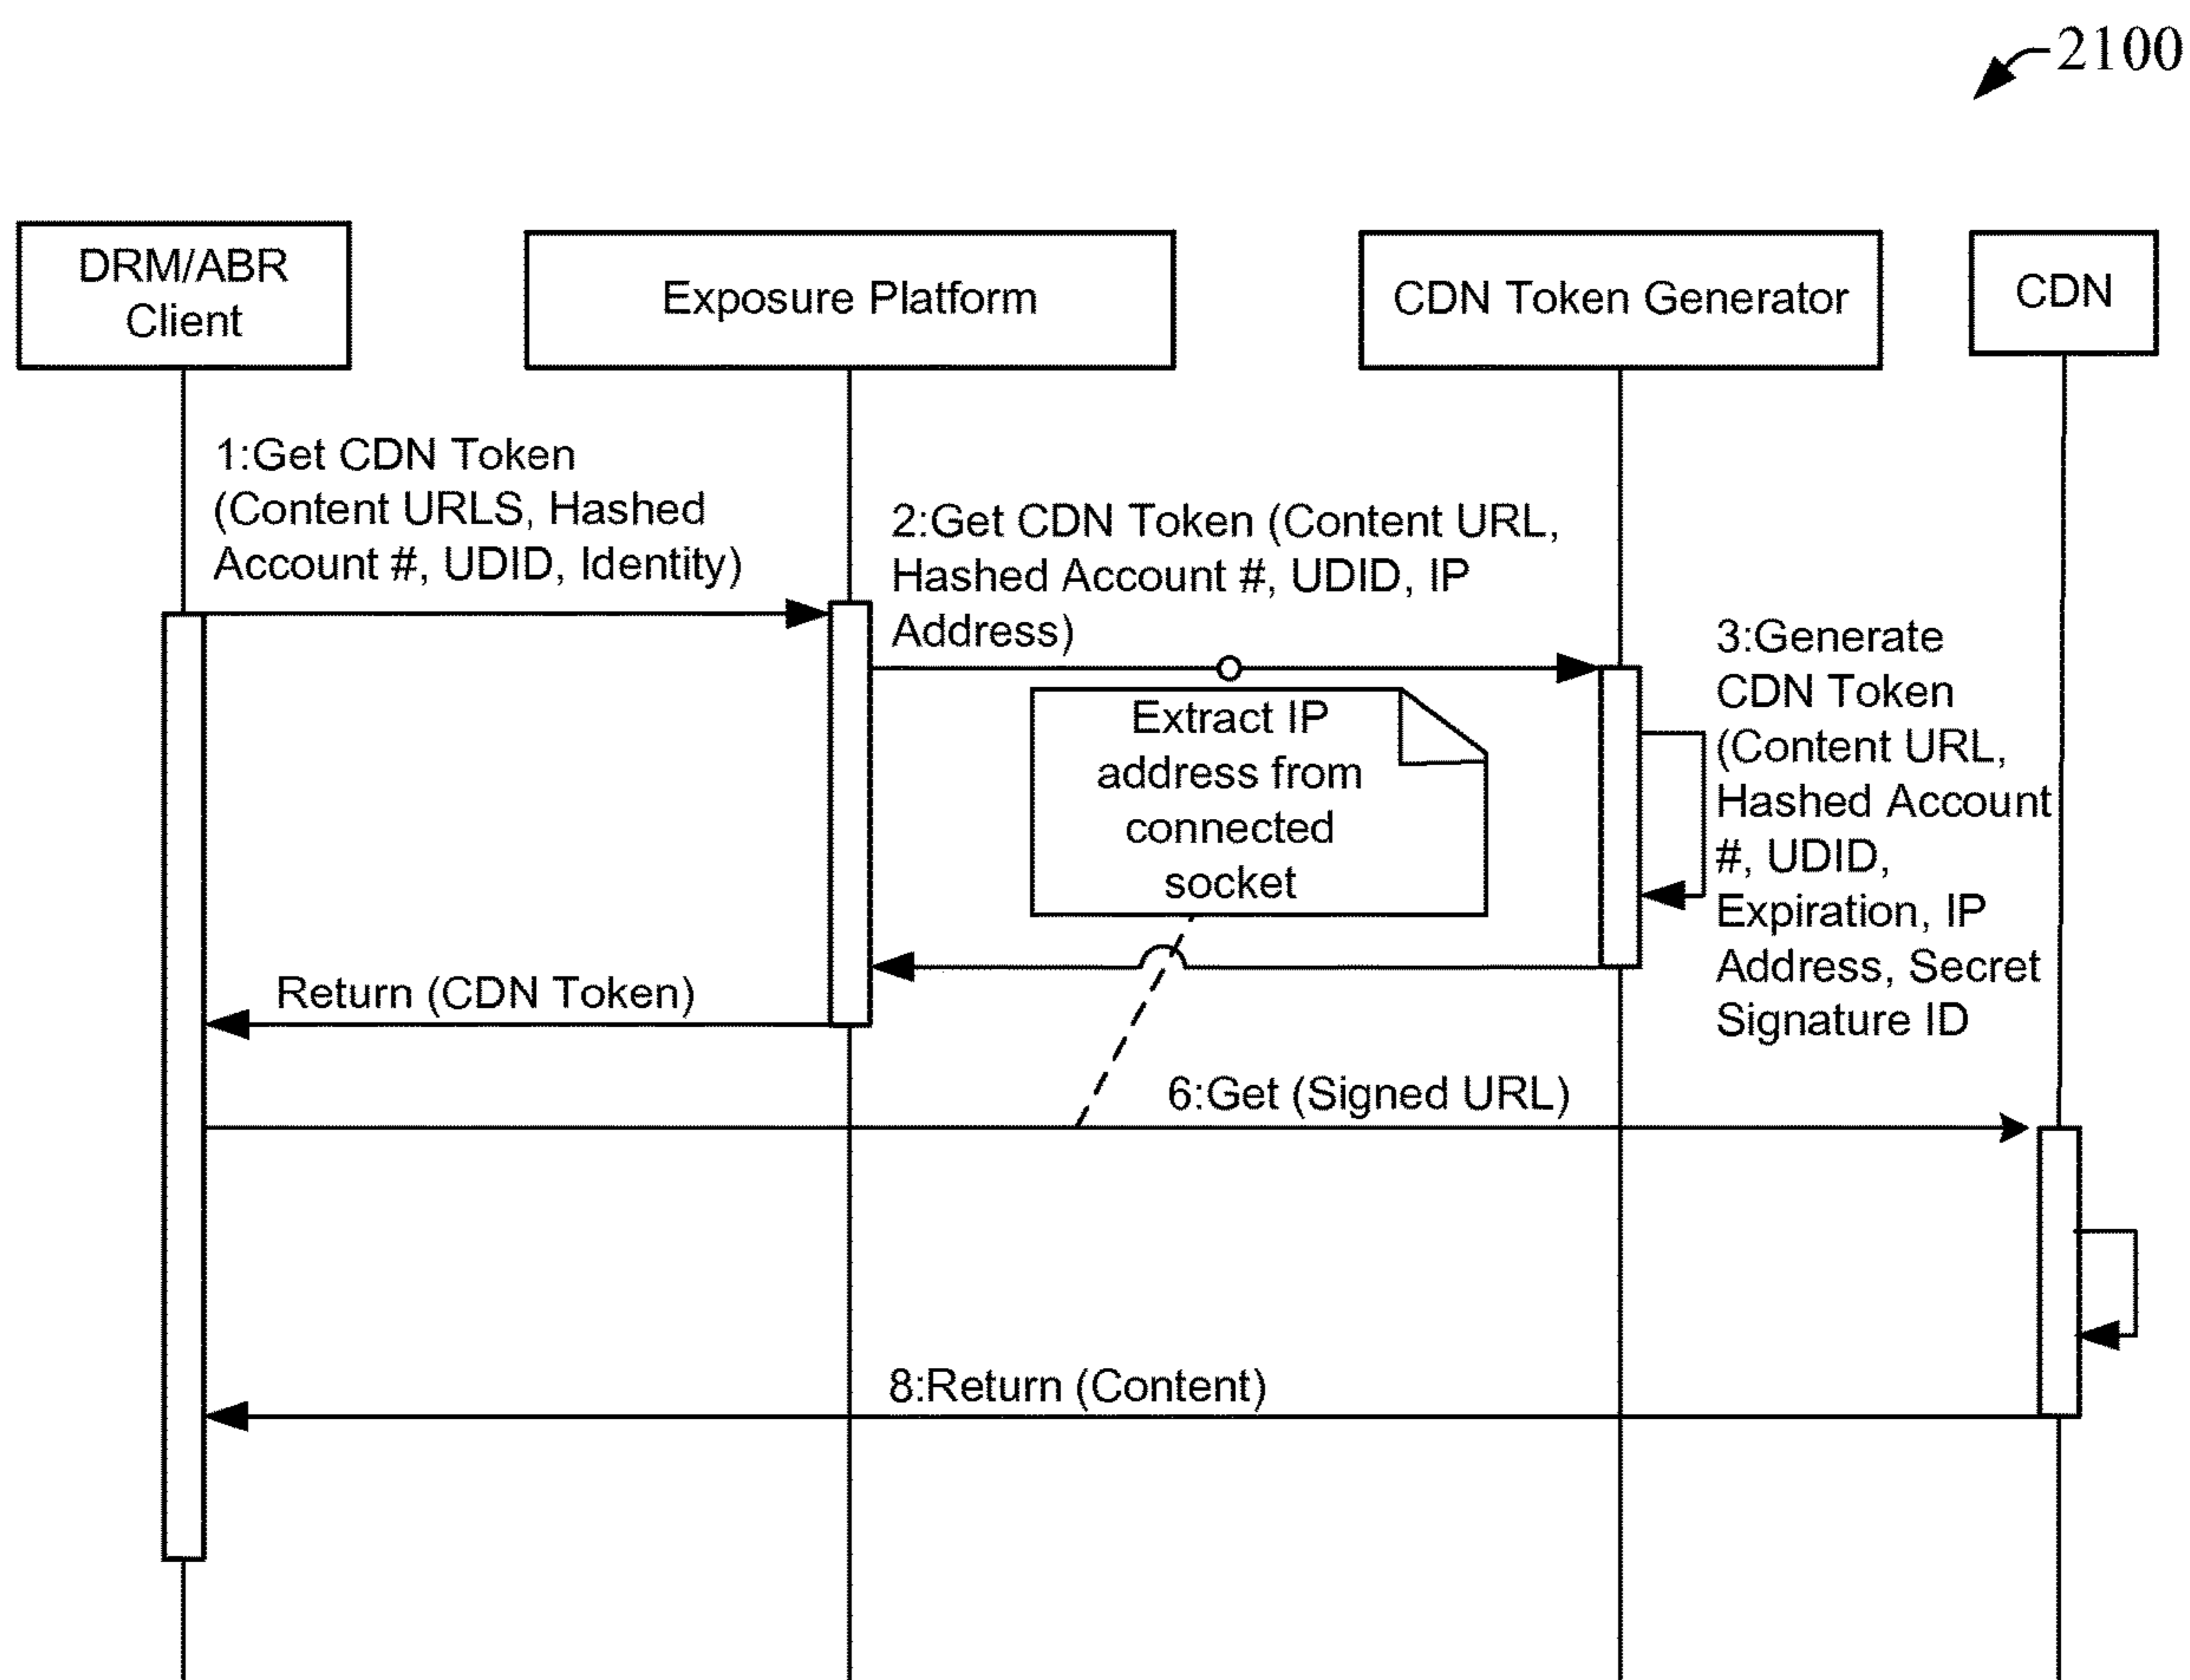 2100
DRM/ABR
Client
Exposure Platform
CDN Token Generator
CDN
1:Get CDN Token
(Content URLS, Hashed
Account #, UDID, Identity)
2:Get CDN Token (Content URL,
Hashed Account #, UDID, IP
Address)
3:Generate
CDN Token
(Content URL,
Hashed Account
#, UDID,
Expiration, IP
Address, Secret
Signature ID
Extract IP
address from
connected
socket
Return (CDN Token)
6:Get (Signed URL)
8:Return (Content)